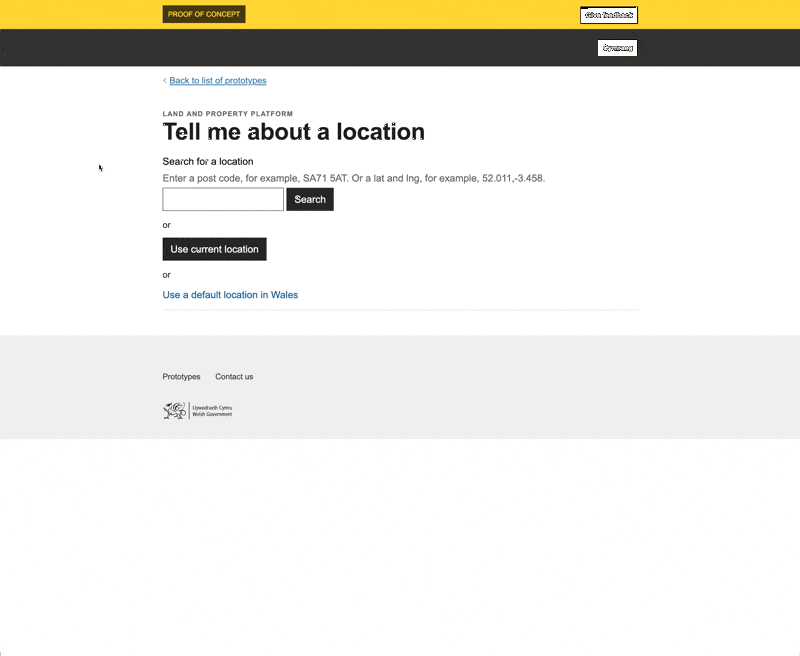 PROOF OF CONCEPT
Give feedback
Cymraeg
‹ Back to list of prototypes
LAND AND PROPERTY PLATFORM
Tell me about a location
Search for a location
Enter a post code, for example, SA71 5AT. Or a lat and lng, for example, 52.011,-3.458.
Search
or
Use current location
or
Use a default location in Wales
Prototypes Contact us
Llywodraeth Cymru
Welsh Government